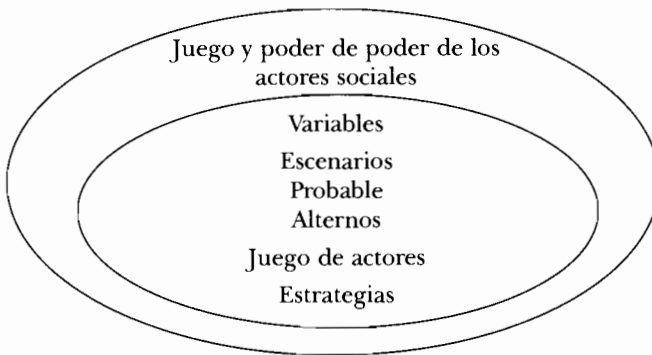 Juego y poder de poder de los
actores sociales
Variables
Escenarios
Probable
Alternos
Juego de actores
Estrategias